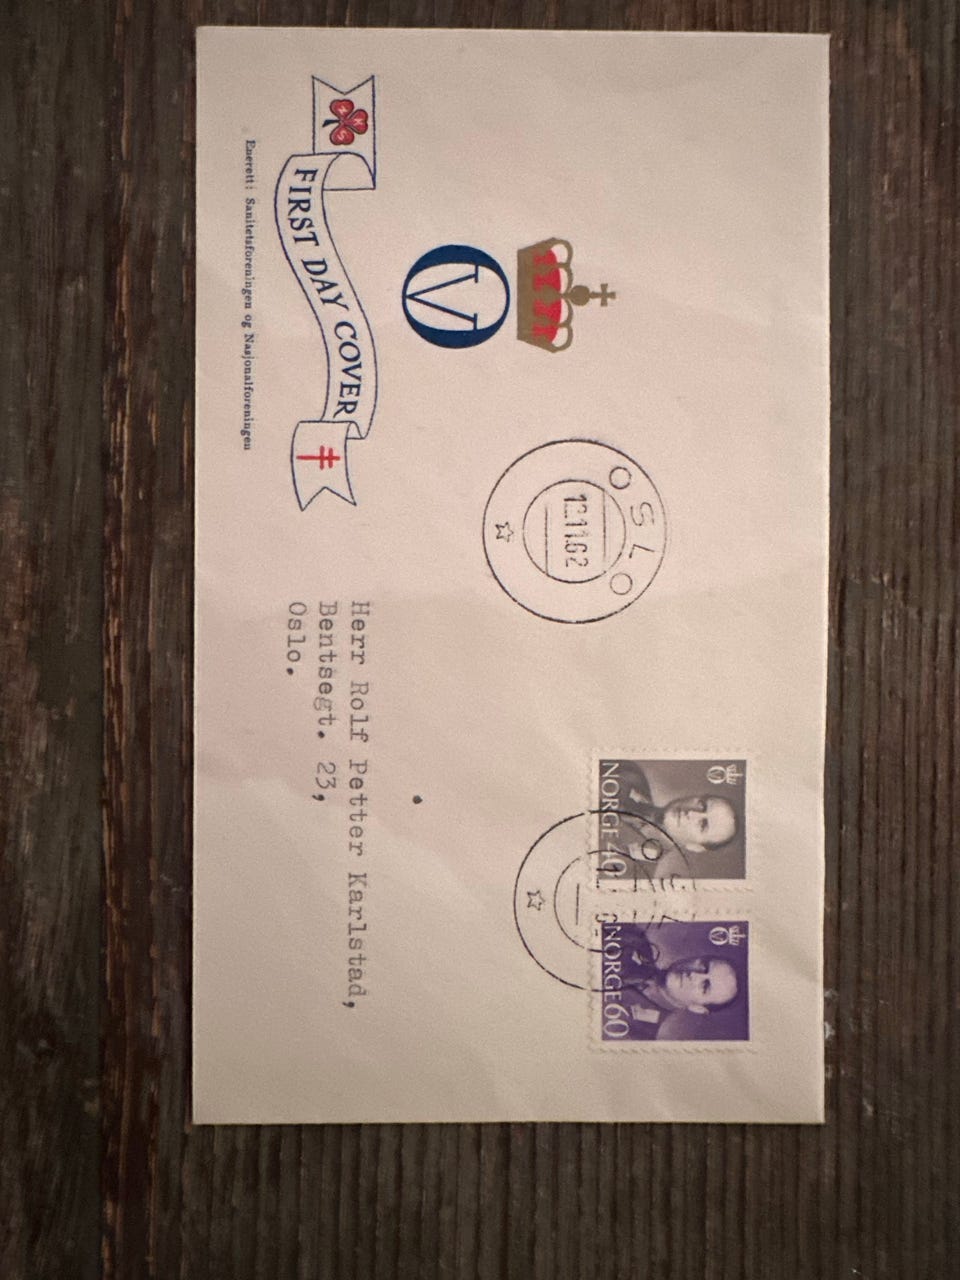 N K S
FIRST DAY COVER
Enerett: Sanitetsforeningen og Nasjonalforeningen
OV
OSLO
12.11.62
NORGE 40
NORGE 60
Herr Rolf Petter Karlstad,
Bentsegt. 23,
Oslo.